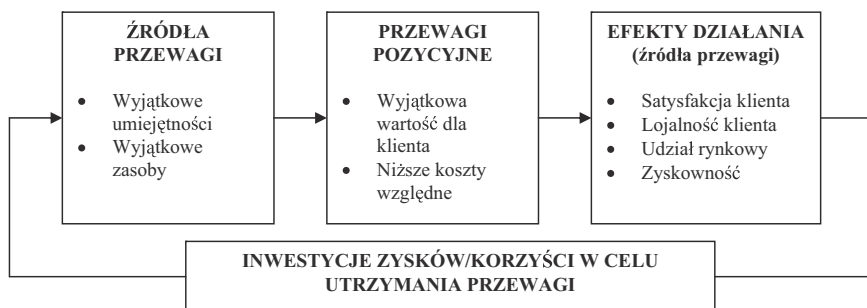 ŹRÓDŁA
PRZEWAGI
• Wyjątkowe
umiejętności
• Wyjątkowe
zasoby
PRZEWAGI
POZYCYJNE
• Wyjątkowa
wartość dla
klienta
• Niższe koszty
względne
EFEKTY DZIAŁANIA
(źródła przewagi)
• Satysfakcja klienta
• Lojalność klienta
• Udział rynkowy
• Zyskowność
INWESTYCJE ZYSKÓW/KORZYŚCI W CELU
UTRZYMANIA PRZEWAGI